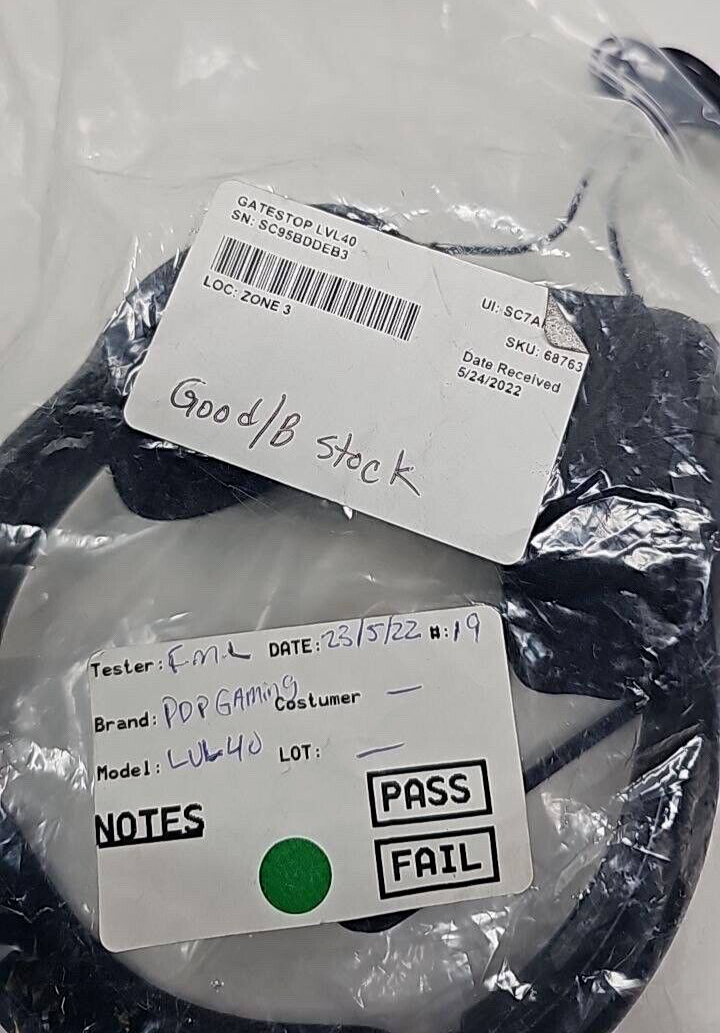 GATESTOP LVL40
SN: SC95BDDEB3
LOC: ZONE 3
UI: SC7A
SKU: 68763
Date Received
5/24/2022
Good/B stock
Tester: F.M.L DATE: 23/5/22 #: 19
Brand: PDP GAMing Costumer —
Model: LVL40 LOT: —
NOTES
PASS
FAIL